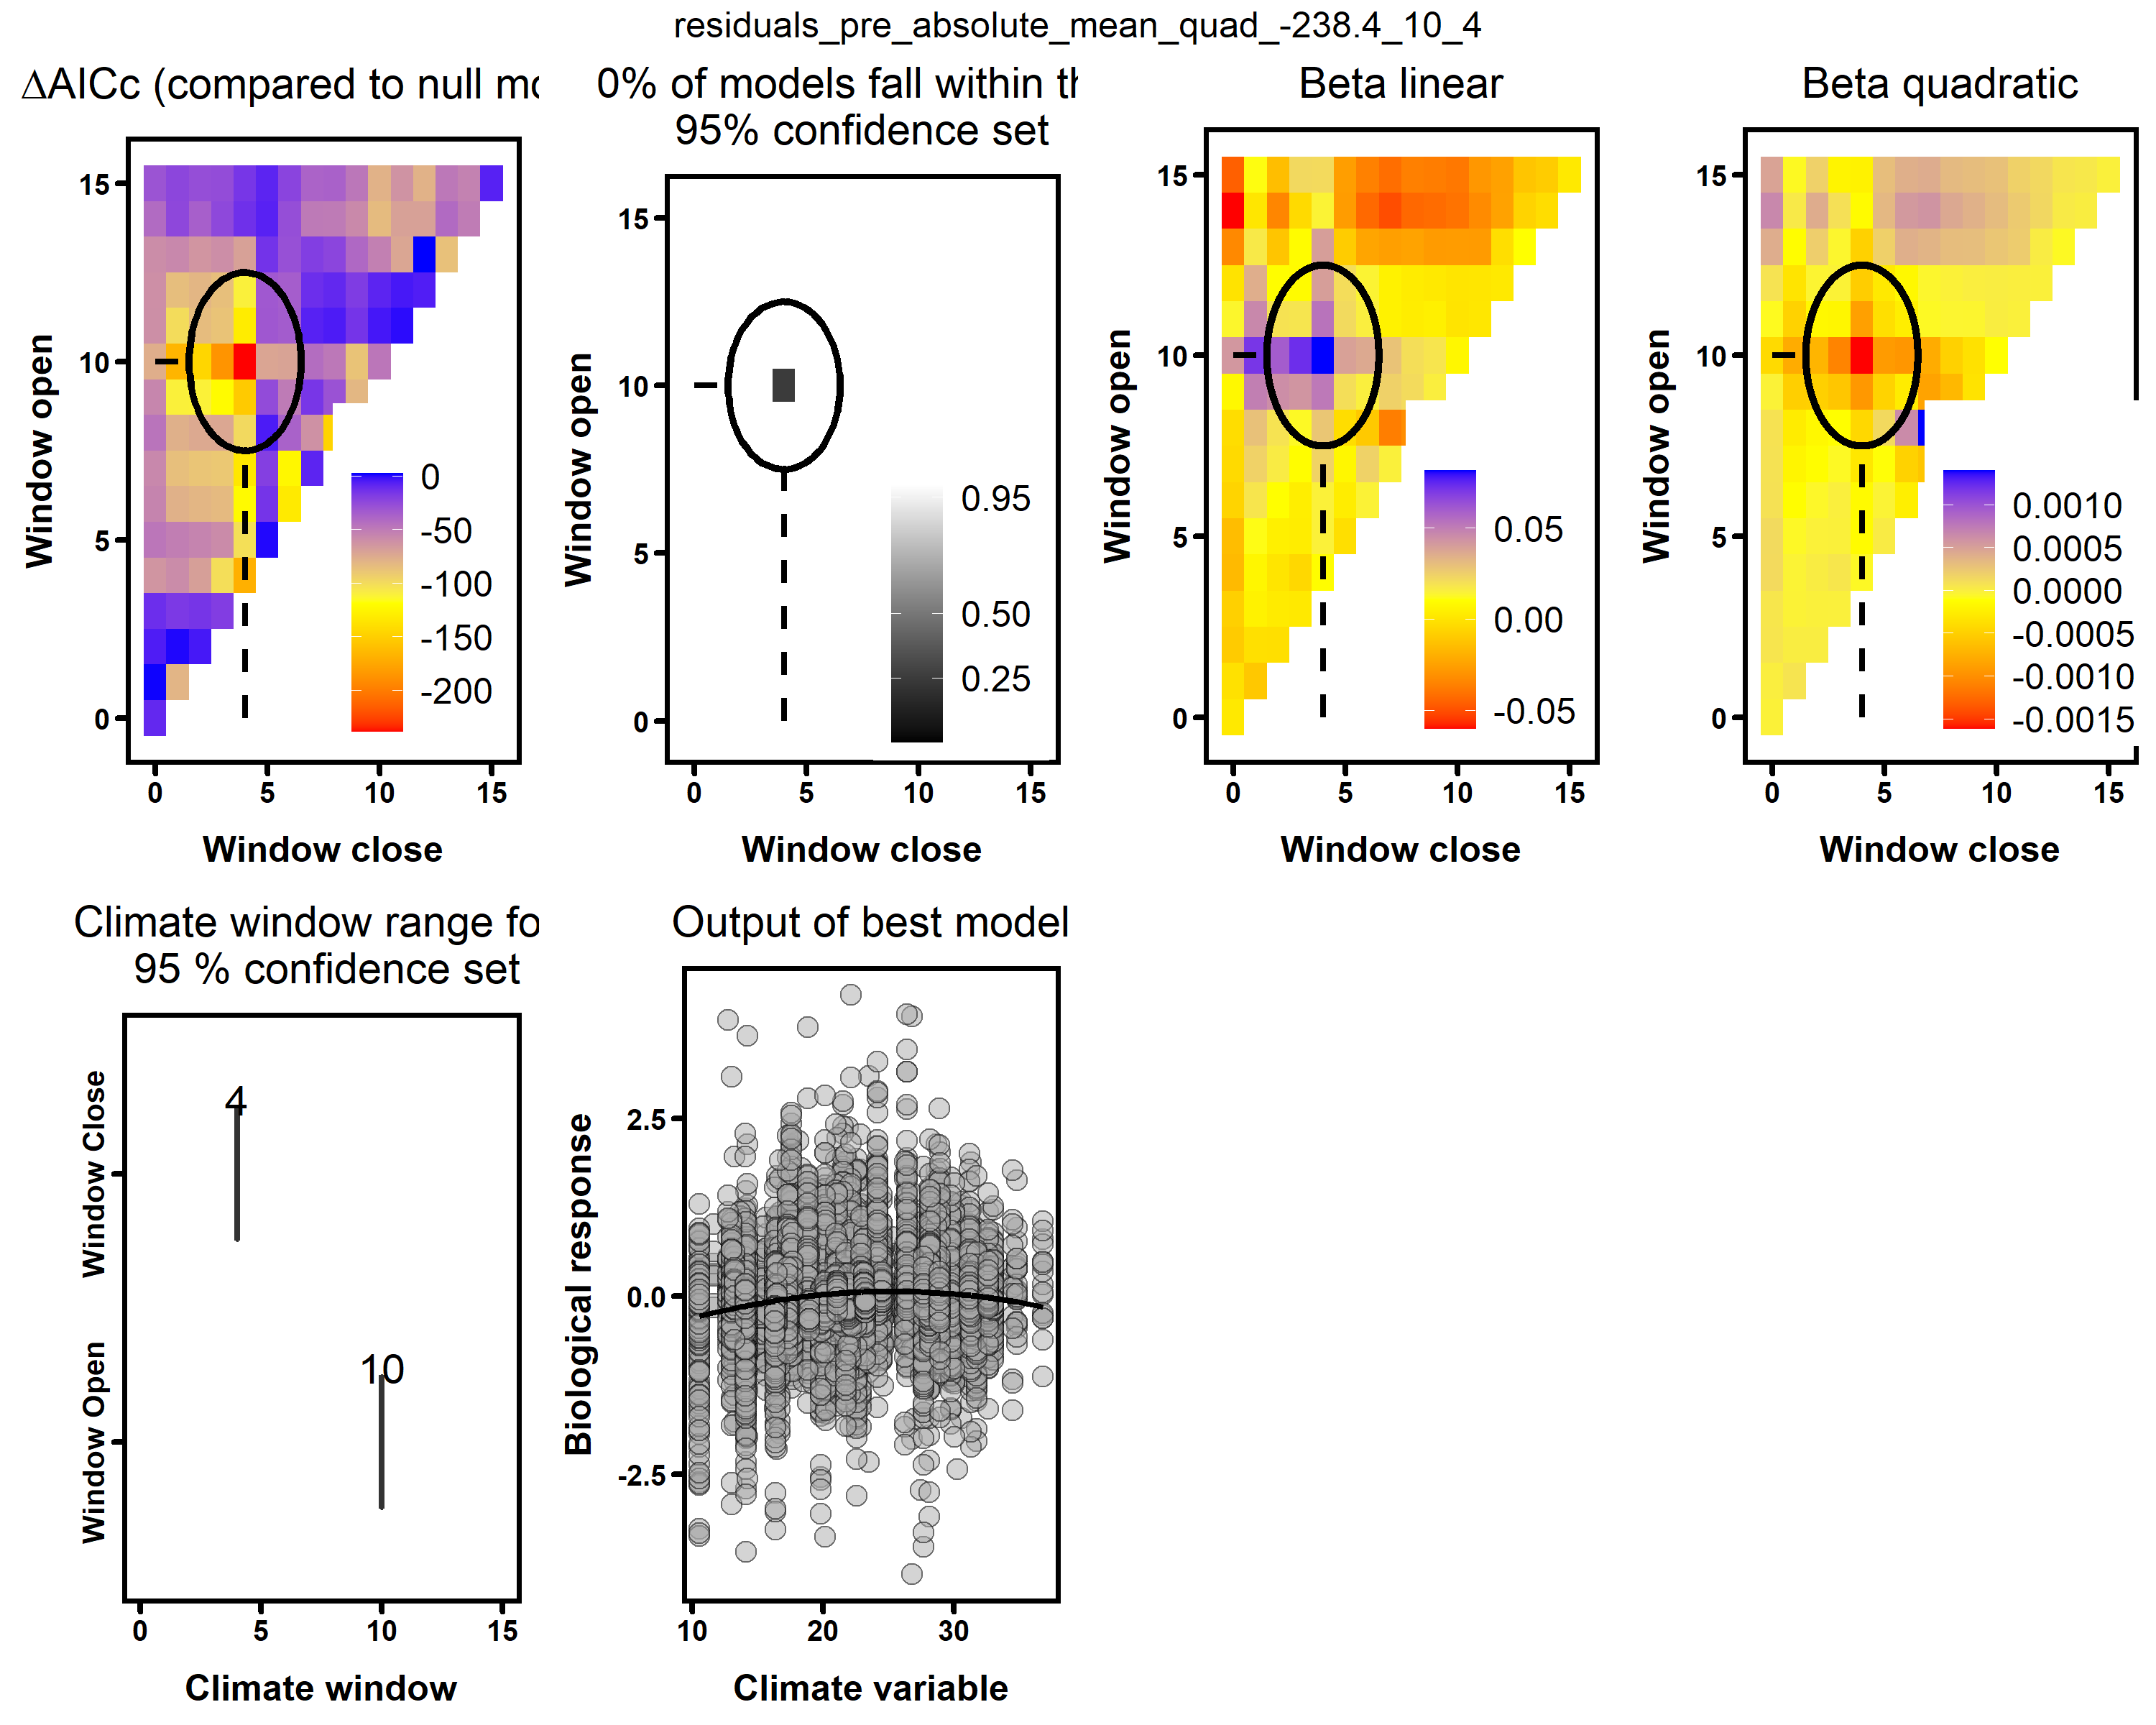 residuals_pre_absolute_mean_quad_-238.4_10_4
ΔAICc (compared to null mo
15
10
5
0
0
-50
-100
-150
-200
0 5 10 15
Window open
Window close
0% of models fall within th
95% confidence set
15
10
5
0
0.95
0.50
0.25
0 5 10 15
Window open
Window close
Beta linear
15
10
5
0
0.05
0.00
-0.05
0 5 10 15
Window open
Window close
Beta quadratic
15
10
5
0
0.0010
0.0005
0.0000
-0.0005
-0.0010
-0.0015
0 5 10 15
Window open
Window close
Climate window range fo
95 % confidence set
Window Close
Window Open
4
10
0 5 10 15
Climate window
Output of best model
2.5
0.0
-2.5
10 20 30
Biological response
Climate variable